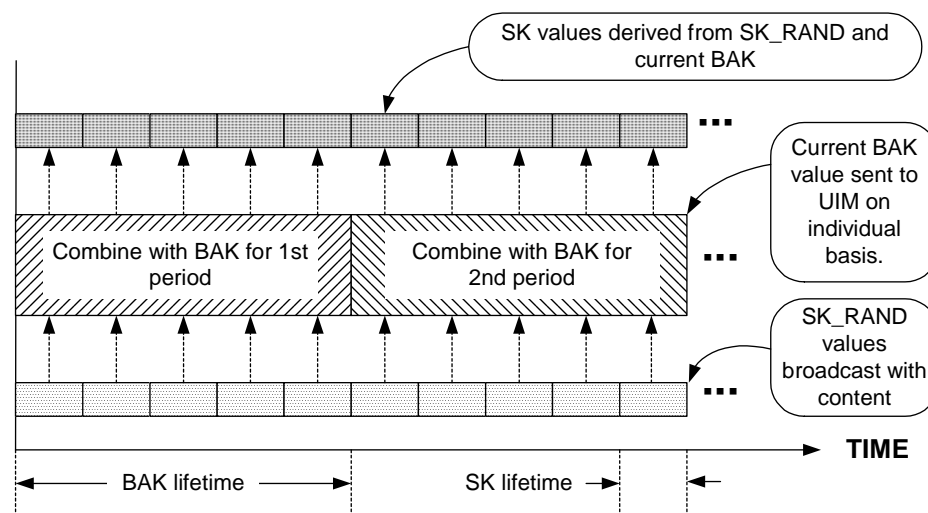 SK values derived from SK_RAND and
current BAK
Current BAK
value sent to
UIM on
individual
basis.
Combine with BAK for 1st
period
Combine with BAK for
2nd period
SK_RAND
values
broadcast with
content
TIME
BAK lifetime
SK lifetime